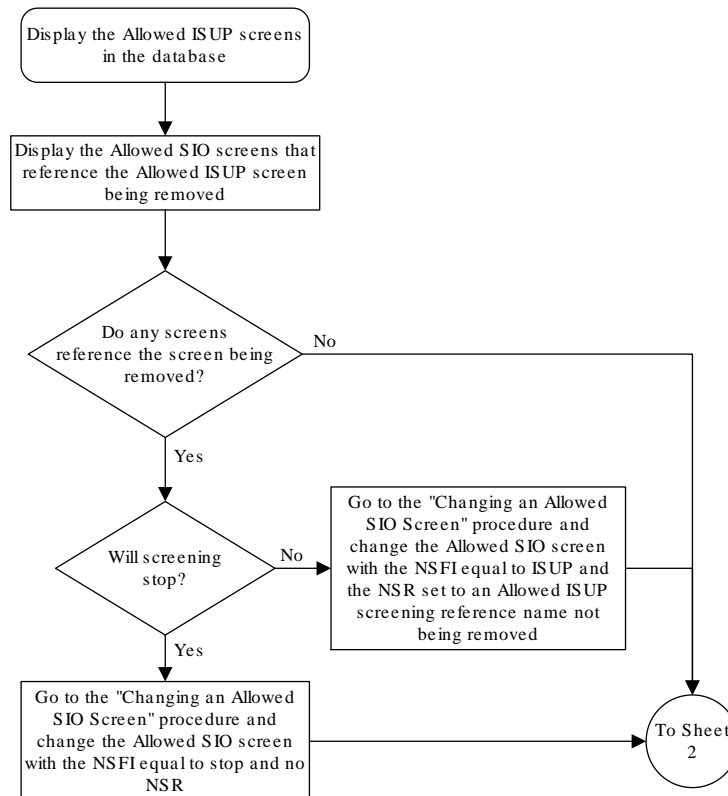 Display the Allowed ISUP screens
in the database
Display the Allowed SIO screens that
reference the Allowed ISUP screen
being removed
Do any screens
reference the screen being
removed?
No
Yes
Will screening
stop?
No
Go to the "Changing an Allowed
SIO Screen" procedure and
change the Allowed SIO screen
with the NSFI equal to ISUP and
the NSR set to an Allowed ISUP
screening reference name not
being removed
Yes
Go to the "Changing an Allowed
SIO Screen" procedure and
change the Allowed SIO screen
with the NSFI equal to stop and no
NSR
To Sheet
2